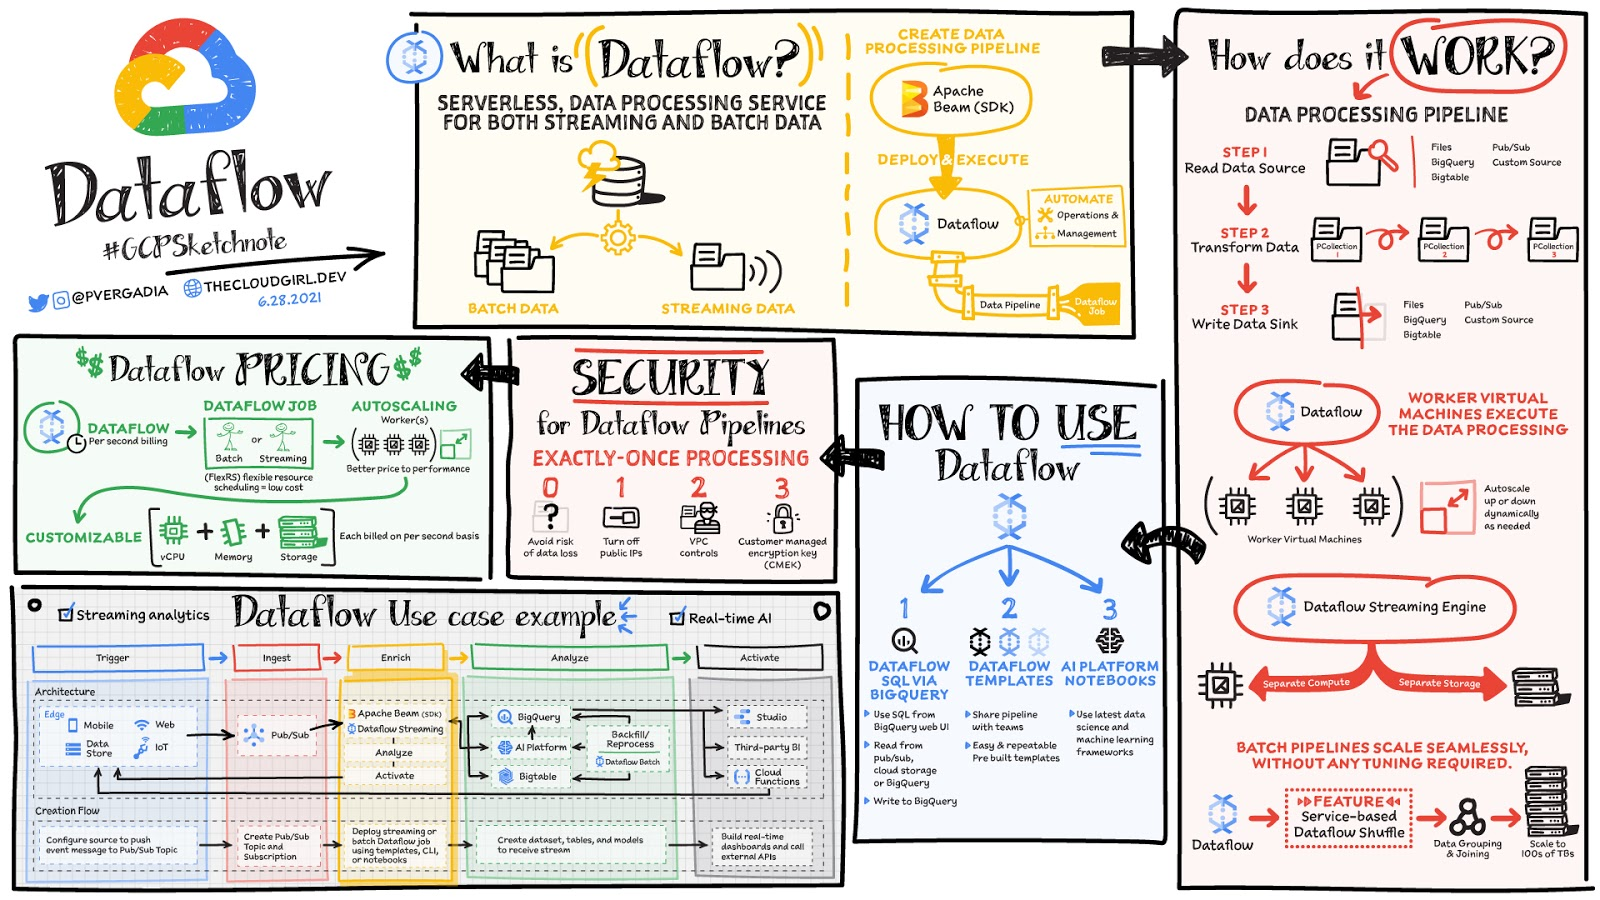 Dataflow
#GCPSketchnote
@PVERGADIA
THECLOUDGIRL.DEV
6.28.2021
What is Dataflow?
SERVERLESS, DATA PROCESSING SERVICE
FOR BOTH STREAMING AND BATCH DATA
BATCH DATA
STREAMING DATA
CREATE DATA
PROCESSING PIPELINE
Apache
Beam (SDK)
DEPLOY & EXECUTE
Dataflow
AUTOMATE
Operations &
Management
Data Pipeline
Dataflow
Job
How does it WORK?
DATA PROCESSING PIPELINE
STEP 1
Read Data Source
Files
BigQuery
Bigtable
Pub/Sub
Custom Source
STEP 2
Transform Data
PCollection
1
PCollection
2
PCollection
3
STEP 3
Write Data Sink
Files
BigQuery
Bigtable
Pub/Sub
Custom Source
Dataflow
WORKER VIRTUAL
MACHINES EXECUTE
THE DATA PROCESSING
Worker Virtual Machines
Autoscale
up or down
dynamically
as needed
Dataflow Streaming Engine
Separate Compute
Separate Storage
BATCH PIPELINES SCALE SEAMLESSLY,
WITHOUT ANY TUNING REQUIRED.
Dataflow
FEATURE
Service-based
Dataflow Shuffle
Data Grouping
& Joining
Scale to
100s of TBs
HOW TO USE
Dataflow
1
DATAFLOW
SQL VIA
BIGQUERY
Use SQL from
BigQuery web UI
Read from
pub/sub,
cloud storage
or BigQuery
Write to BigQuery
2
DATAFLOW
TEMPLATES
Share pipeline
with teams
Easy & repeatable
Pre built templates
3
AI PLATFORM
NOTEBOOKS
Use latest data
science and
machine learning
frameworks
SECURITY
for Dataflow Pipelines
EXACTLY-ONCE PROCESSING
0
?
Avoid risk
of data loss
1
Turn off
public IPs
2
VPC
controls
3
Customer managed
encryption key
(CMEK)
$$ Dataflow PRICING $$
DATAFLOW
Per second billing
DATAFLOW JOB
Batch
or
Streaming
(FlexRS) flexible resource
scheduling = low cost
AUTOSCALING
Worker(s)
Better price to performance
CUSTOMIZABLE
vCPU
+
Memory
+
Storage
Each billed on per second basis
Streaming analytics
Dataflow Use case example
Real-time AI
Trigger
Ingest
Enrich
Analyze
Activate
Architecture
Edge
Mobile
Web
Data
Store
IoT
Pub/Sub
Apache Beam (SDK)
Dataflow Streaming
Analyze
Activate
BigQuery
AI Platform
Bigtable
Backfill/
Reprocess
Dataflow Batch
Studio
Third-party BI
Cloud
Functions
Creation Flow
Configure source to push
event message to Pub/Sub Topic
Create Pub/Sub
Topic and
Subscription
Deploy streaming or
batch Dataflow job
using templates, CLI,
or notebooks
Create dataset, tables, and models
to receive stream
Build real-time
dashboards and call
external APIs